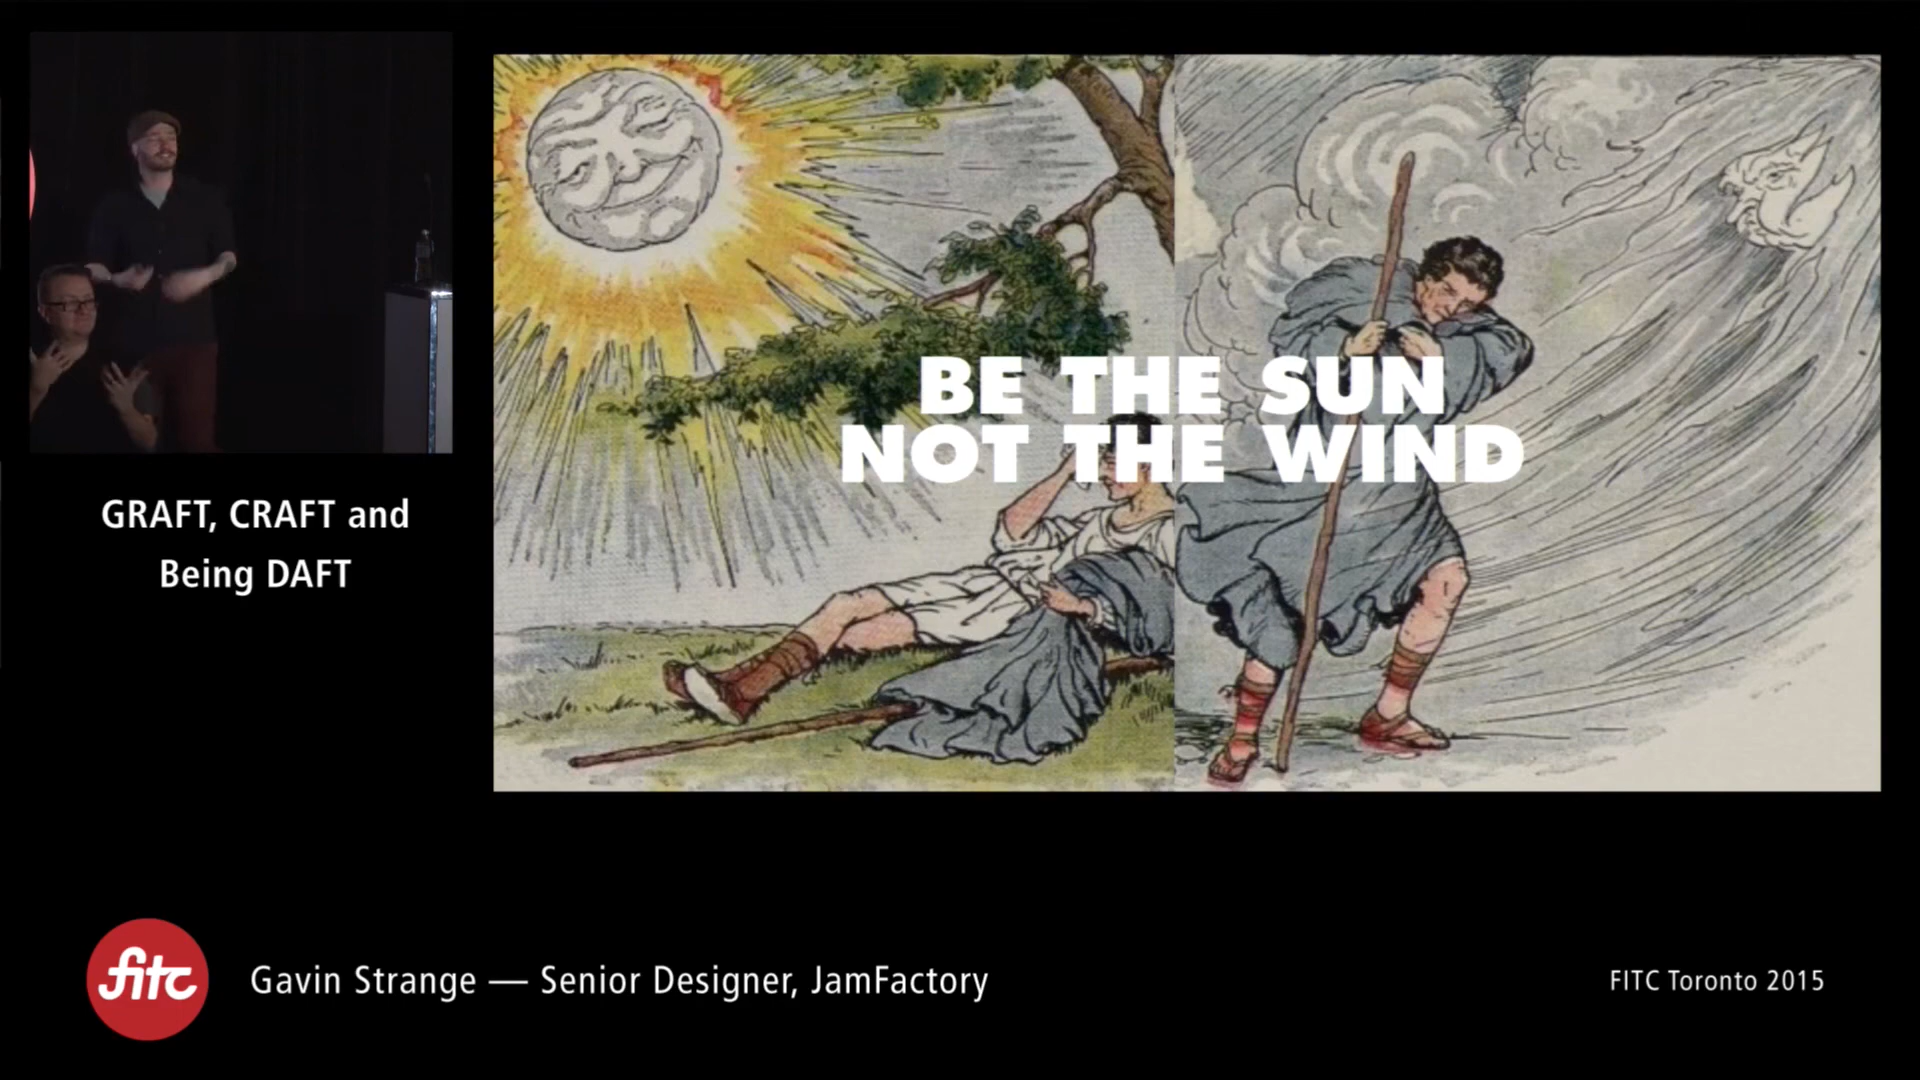 BE THE SUN
NOT THE WIND
GRAFT, CRAFT and
Being DAFT
fitc
Gavin Strange — Senior Designer, JamFactory
FITC Toronto 2015